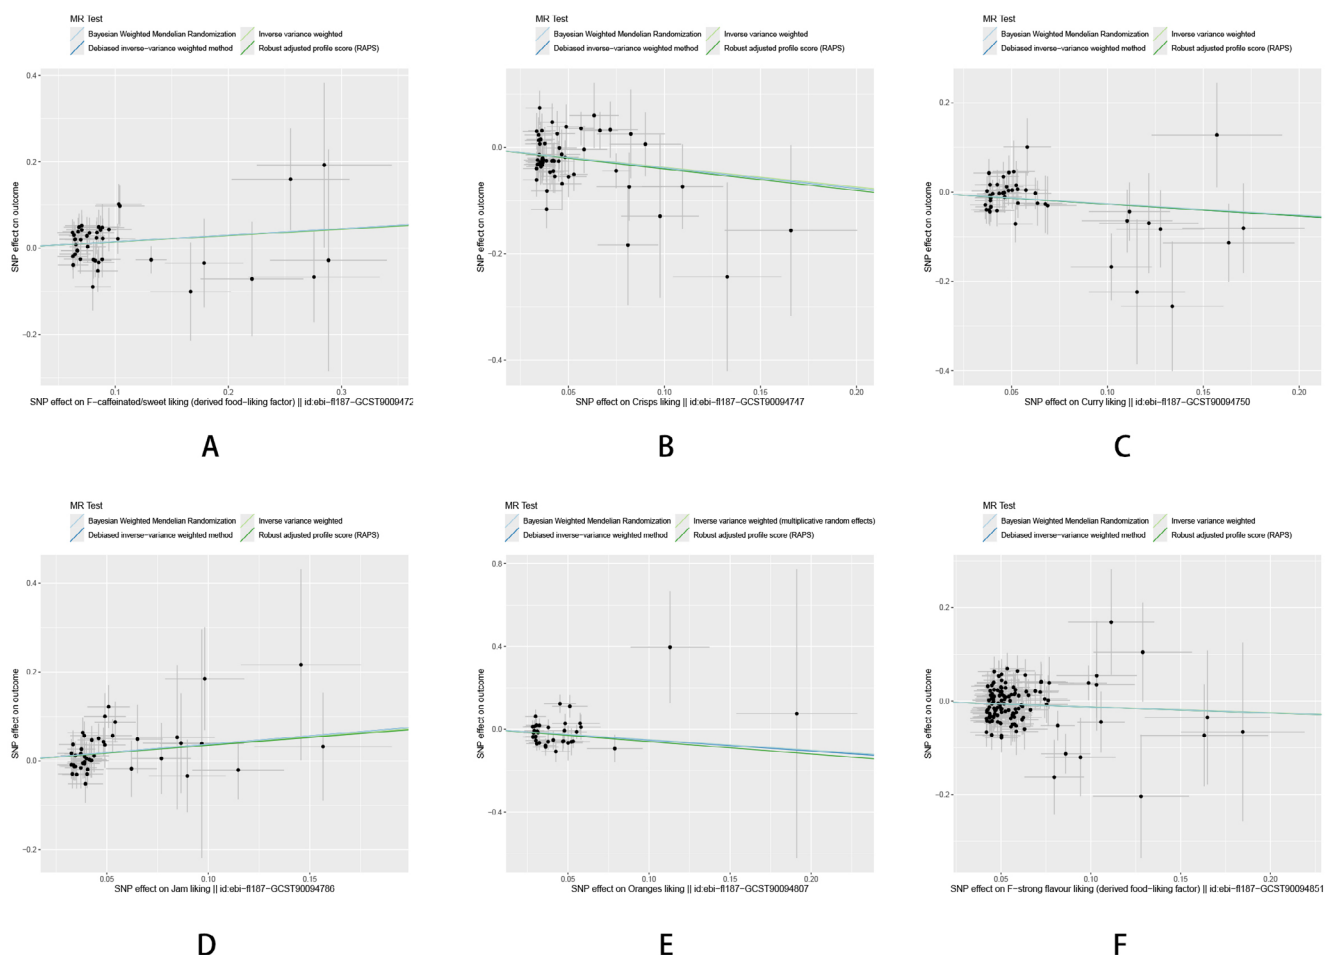 MR Test
Bayesian Weighted Mendelian Randomization
Inverse variance weighted
Debiased inverse−variance weighted method
Robust adjusted profile score (RAPS)
0.4
0.2
0.0
−0.2
SNP effect on outcome
0.1
0.2
0.3
SNP effect on F−caffeinated/sweet liking (derived food−liking factor) || id:ebi−fl187−GCST9009472
A
MR Test
Bayesian Weighted Mendelian Randomization
Inverse variance weighted
Debiased inverse−variance weighted method
Robust adjusted profile score (RAPS)
0.0
−0.2
−0.4
SNP effect on outcome
0.05
0.10
0.15
0.20
SNP effect on Crisps liking || id:ebi−fl187−GCST90094747
B
MR Test
Bayesian Weighted Mendelian Randomization
Inverse variance weighted
Debiased inverse−variance weighted method
Robust adjusted profile score (RAPS)
0.2
0.0
−0.2
−0.4
SNP effect on outcome
0.05
0.10
0.15
0.20
SNP effect on Curry liking || id:ebi−fl187−GCST90094750
C
MR Test
Bayesian Weighted Mendelian Randomization
Inverse variance weighted
Debiased inverse−variance weighted method
Robust adjusted profile score (RAPS)
0.4
0.2
0.0
−0.2
SNP effect on outcome
0.05
0.10
0.15
SNP effect on Jam liking || id:ebi−fl187−GCST90094786
D
MR Test
Bayesian Weighted Mendelian Randomization
Inverse variance weighted (multiplicative random effects)
Debiased inverse−variance weighted method
Robust adjusted profile score (RAPS)
0.8
0.4
0.0
−0.4
SNP effect on outcome
0.05
0.10
0.15
0.20
SNP effect on Oranges liking || id:ebi−fl187−GCST90094807
E
MR Test
Bayesian Weighted Mendelian Randomization
Inverse variance weighted
Debiased inverse−variance weighted method
Robust adjusted profile score (RAPS)
0.2
0.0
−0.2
SNP effect on outcome
0.05
0.10
0.15
0.20
SNP effect on F−strong flavour liking (derived food−liking factor) || id:ebi−fl187−GCST90094851
F